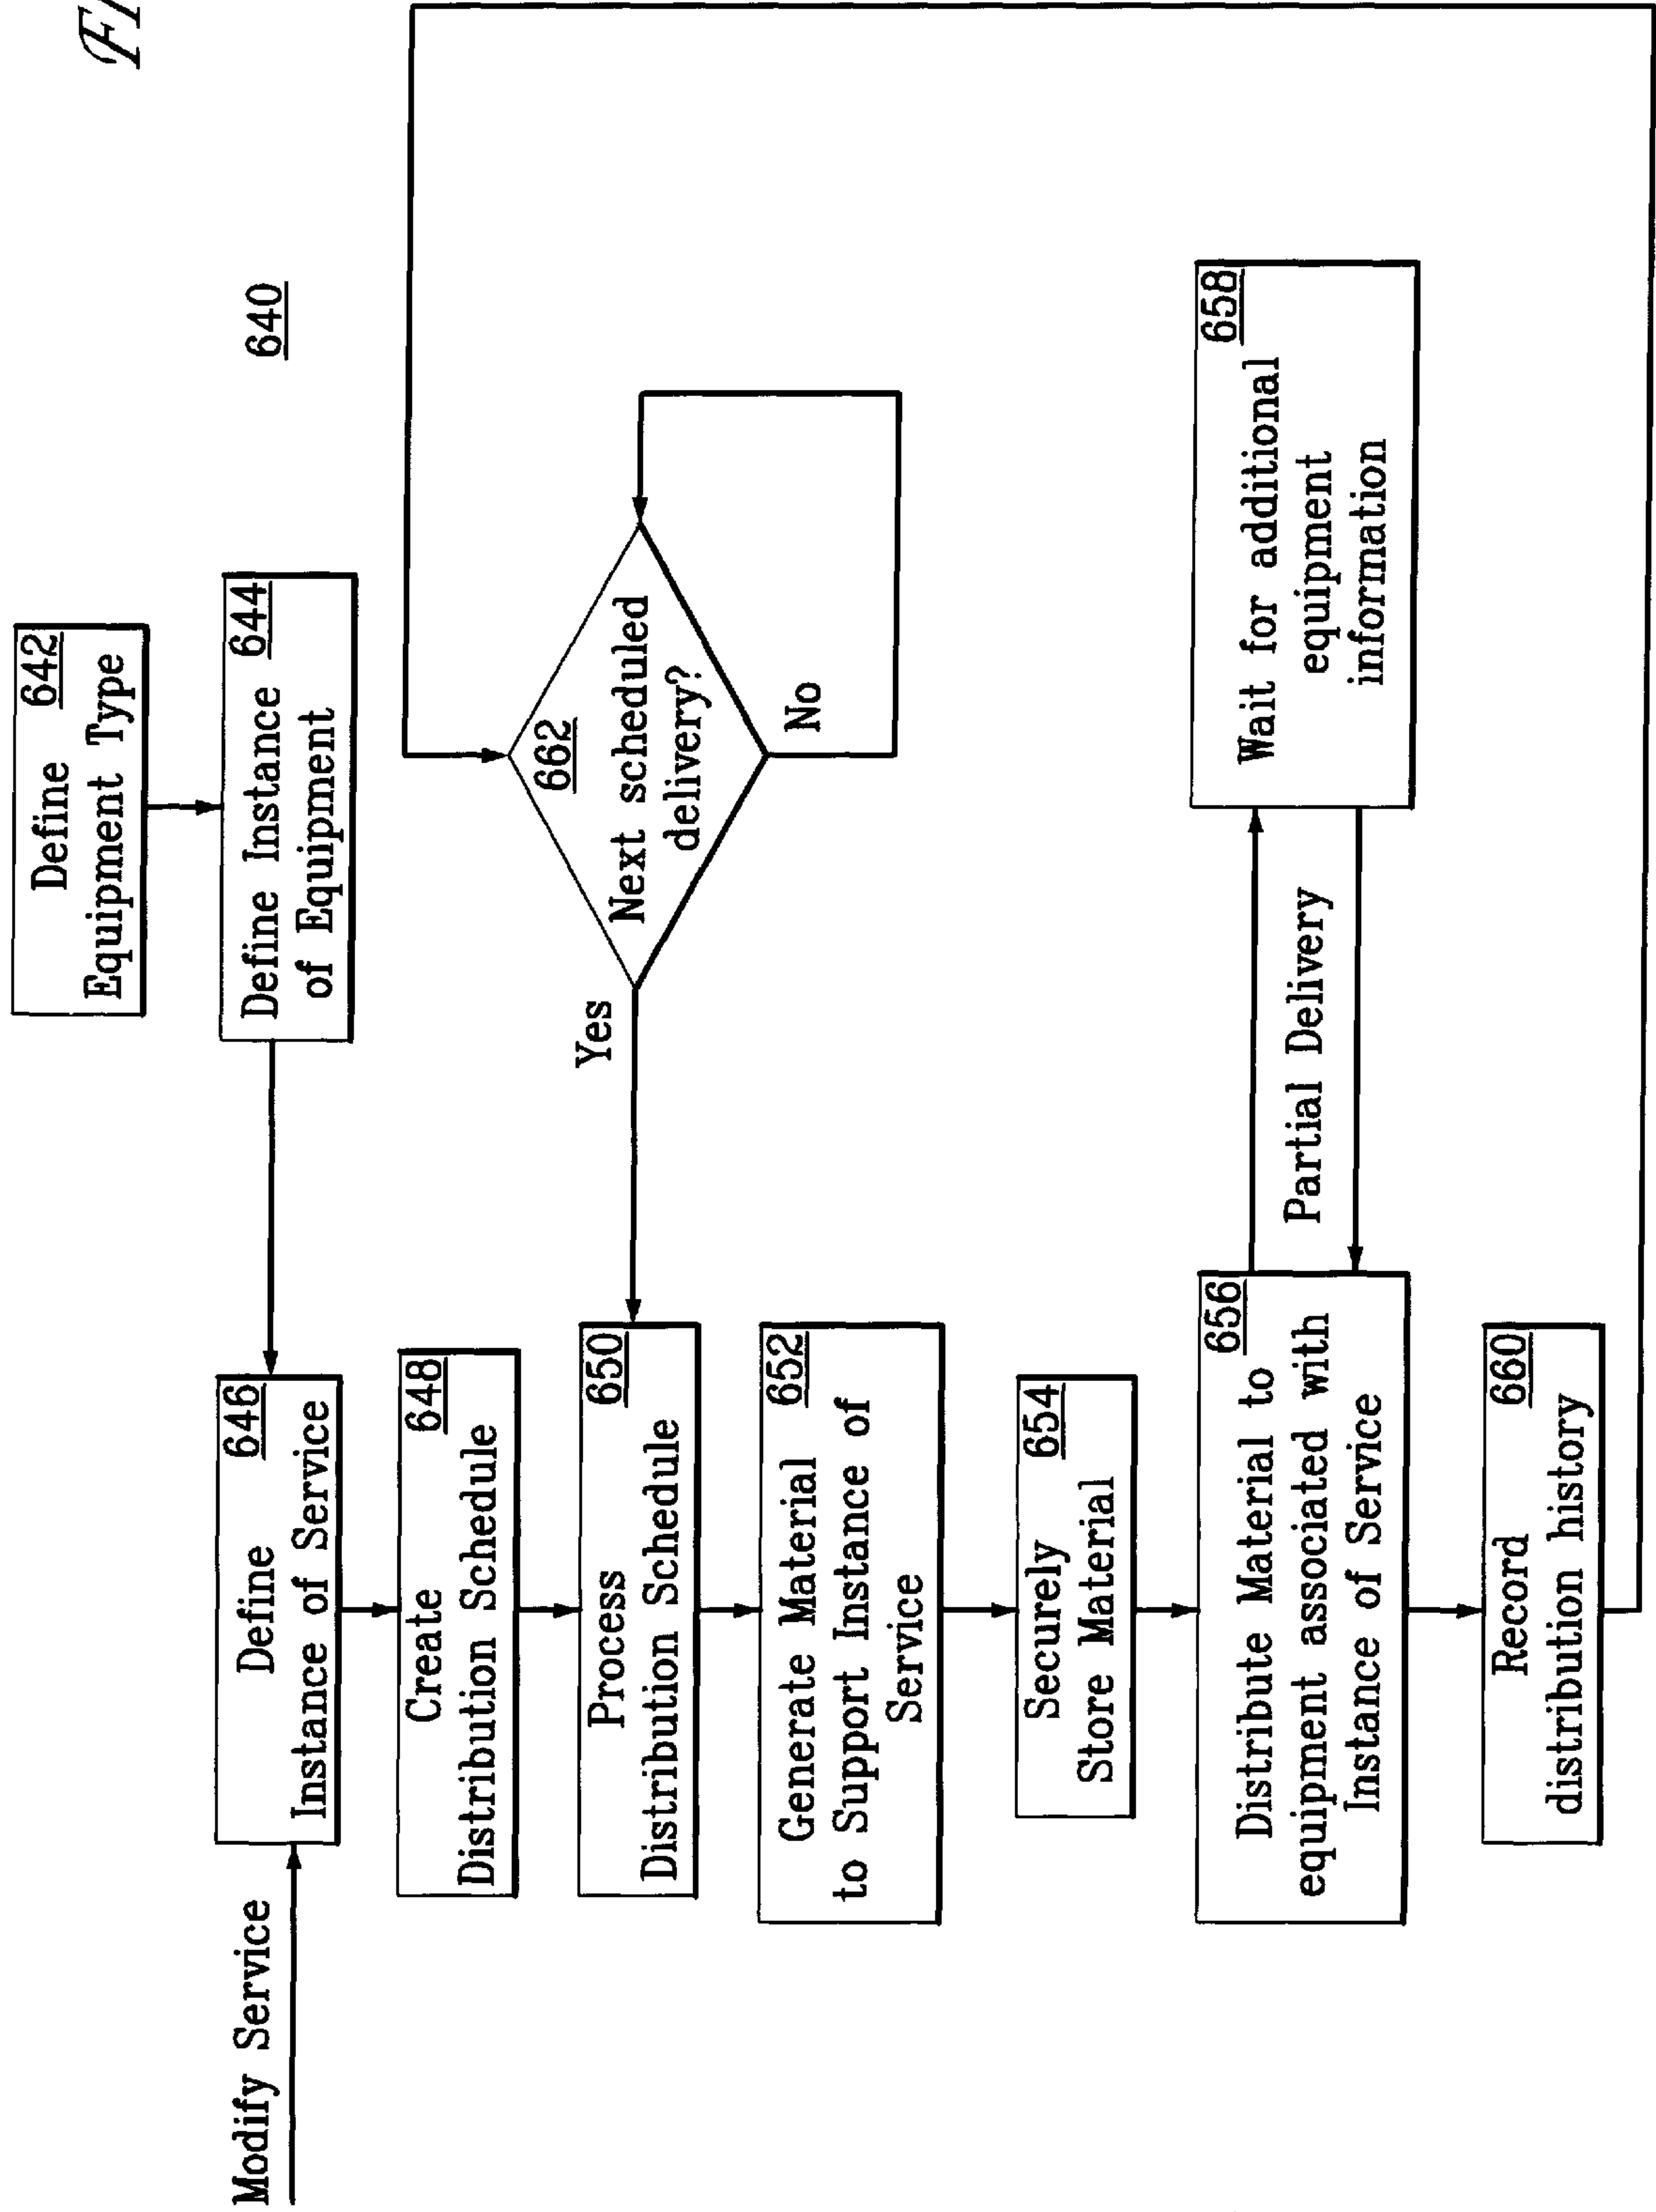 642
Define
Equipment Type
640
644
Define Instance
of Equipment
Modify Service
646
Define
Instance of Service
648
Create
Distribution Schedule
650
Process
Distribution Schedule
Yes
662
Next scheduled
delivery?
No
652
Generate Material
to Support Instance of
Service
654
Securely
Store Material
656
Distribute Material to
equipment associated with
Instance of Service
Partial Delivery
658
Wait for additional
equipment
information
660
Record
distribution history